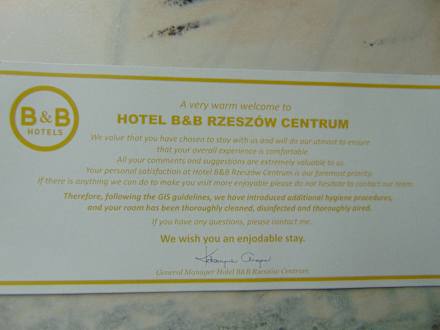 B&B
HOTELS
A very warm welcome to
HOTEL B&B RZESZÓW CENTRUM
We value that you have chosen to stay with us and will do our utmost to ensure
that your overall experience is comfortable.
All your comments and suggestions are extremely valuable to us.
Your personal satisfaction at Hotel B&B Rzeszów Centrum is our foremost priority.
If there is anything we can do to make you visit more enjoyable please do not hesitate to contact our team.
Therefore, following the GIS guidelines, we have introduced additional hygiene procedures,
and your room has been thoroughly cleaned, disinfected and thoroughly aired.
If you have any questions, please contact me.
We wish you an enjodable stay.
General Manager Hotel B&B Rzeszów Centrum